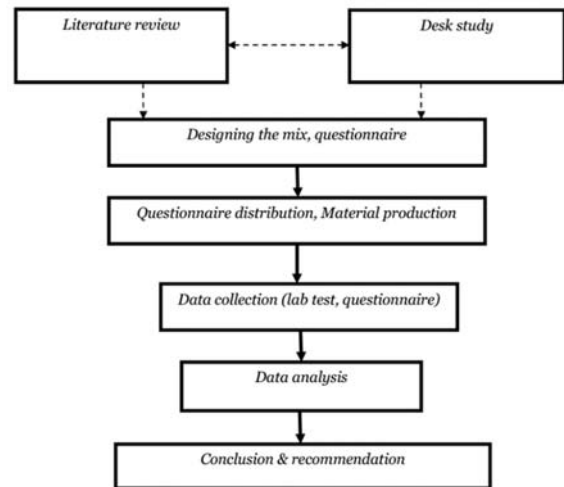 Literature review
Desk study
Designing the mix, questionnaire
Questionnaire distribution, Material production
Data collection (lab test, questionnaire)
Data analysis
Conclusion & recommendation